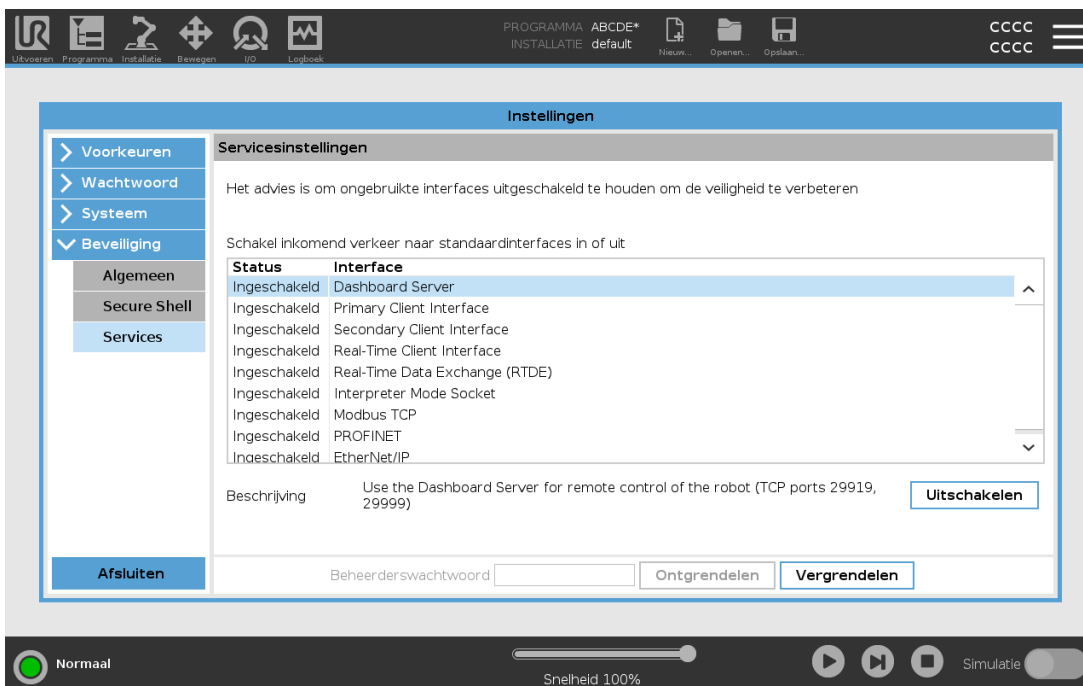 PROGRAMMA ABCDE*
INSTALLATIE default
CCCC
CCCC
Uitvoeren Programma Installatie Bewegen I/O Logboek Nieuw... Openen... Opslaan...
Instellingen
Voorkeuren
Wachtwoord
Systeem
Beveiliging
Algemeen
Secure Shell
Services
Afsluiten
Servicesinstellingen
Het advies is om ongebruikte interfaces uitgeschakeld te houden om de veiligheid te verbeteren
Schakel inkomend verkeer naar standaardinterfaces in of uit
Status Interface
Ingeschakeld Dashboard Server
Ingeschakeld Primary Client Interface
Ingeschakeld Secondary Client Interface
Ingeschakeld Real-Time Client Interface
Ingeschakeld Real-Time Data Exchange (RTDE)
Ingeschakeld Interpreter Mode Socket
Ingeschakeld Modbus TCP
Ingeschakeld PROFINET
Ingeschakeld EtherNet/IP
Beschrijving
Use the Dashboard Server for remote control of the robot (TCP ports 29919,
29999)
Uitschakelen
Beheerderswachtwoord Ontgrendelen Vergrendelen
Normaal
Snelheid 100%
Simulatie